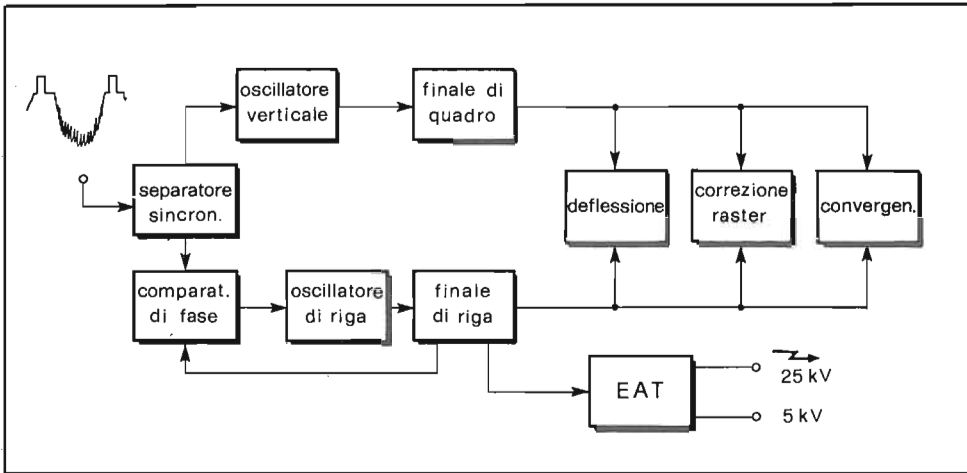 oscillatore
verticale
finale di
quadro
separatore
sincron.
deflessione
correzione
raster
convergen.
comparat.
di fase
oscillatore
di riga
finale
di riga
EAT
25 kV
5 kV